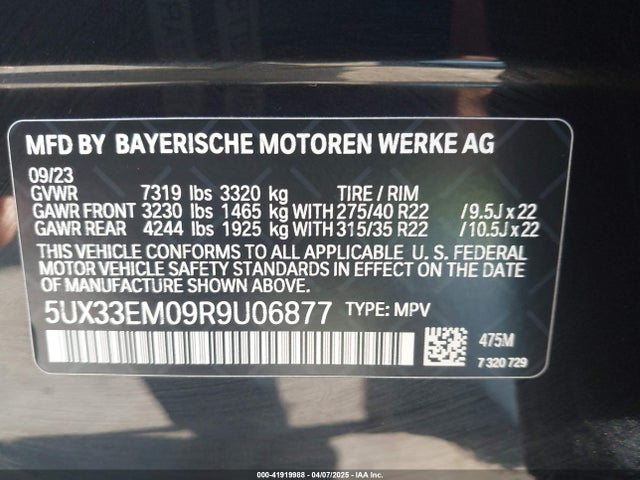 MFD BY BAYERISCHE MOTOREN WERKE AG
09/23
GVWR 7319 lbs 3320 kg TIRE / RIM
GAWR FRONT 3230 lbs 1465 kg WITH 275/40 R22 /9.5J x 22
GAWR REAR 4244 lbs 1925 kg WITH 315/35 R22 /10.5J x 22
THIS VEHICLE CONFORMS TO ALL APPLICABLE U. S. FEDERAL
MOTOR VEHICLE SAFETY STANDARDS IN EFFECT ON THE DATE
OF MANUFACTURE SHOWN ABOVE.
5UX33EM09R9U06877 TYPE: MPV
475M
7 320 729
000-41919988 - 04/07/2025 - IAA Inc.